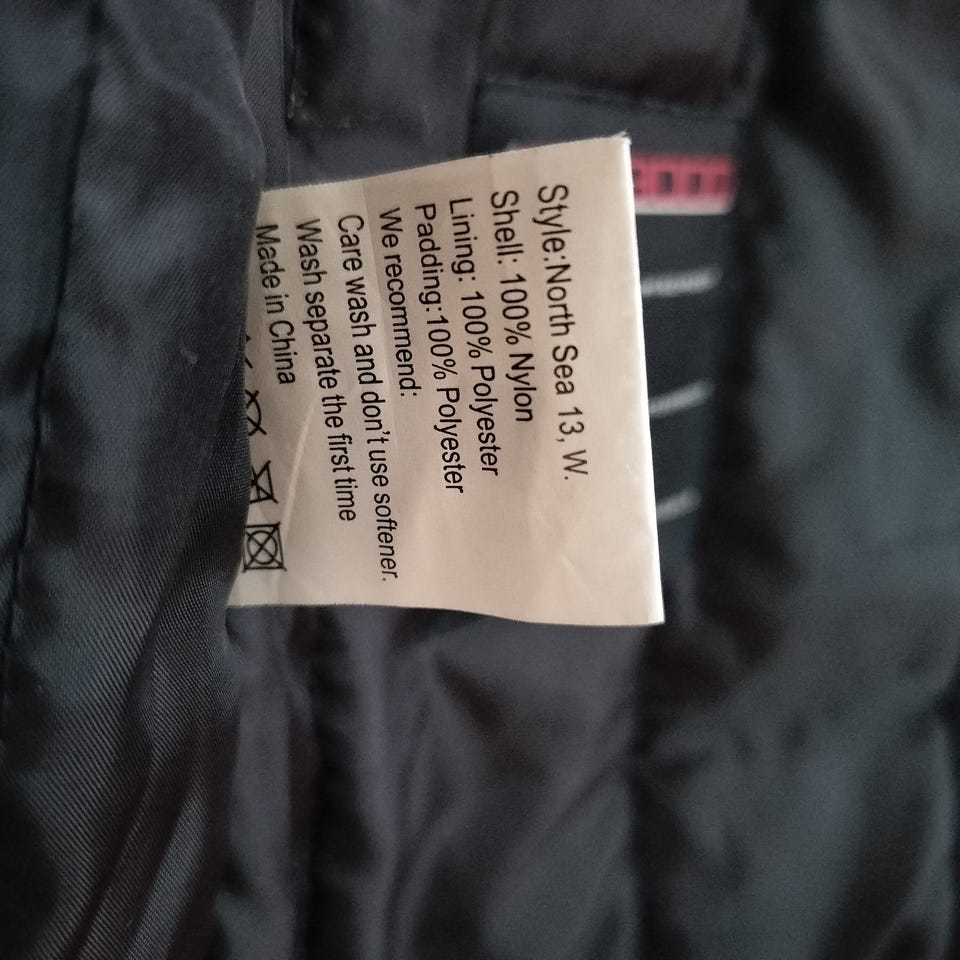 Style:North Sea 13, W.
Shell: 100% Nylon
Lining: 100% Polyester
Padding:100% Polyester
We recommend:
Care wash and don't use softener.
Wash separate the first time
Made in China